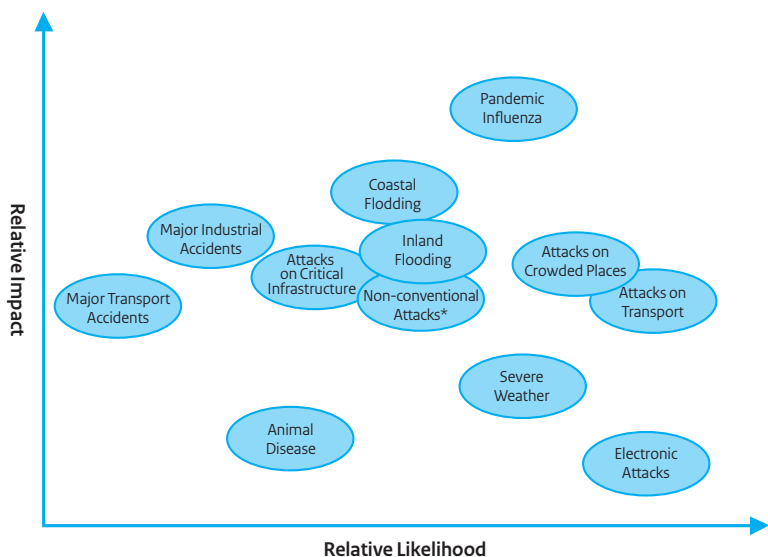 Pandemic
Influenza
Coastal
Flodding
Major Industrial
Accidents
Inland
Flooding
Attacks
on Critical
Infrastructure
Attacks on
Crowded Places
Major Transport
Accidents
Non-conventional
Attacks*
Attacks on
Transport
Severe
Weather
Animal
Disease
Electronic
Attacks
Relative Impact
Relative Likelihood